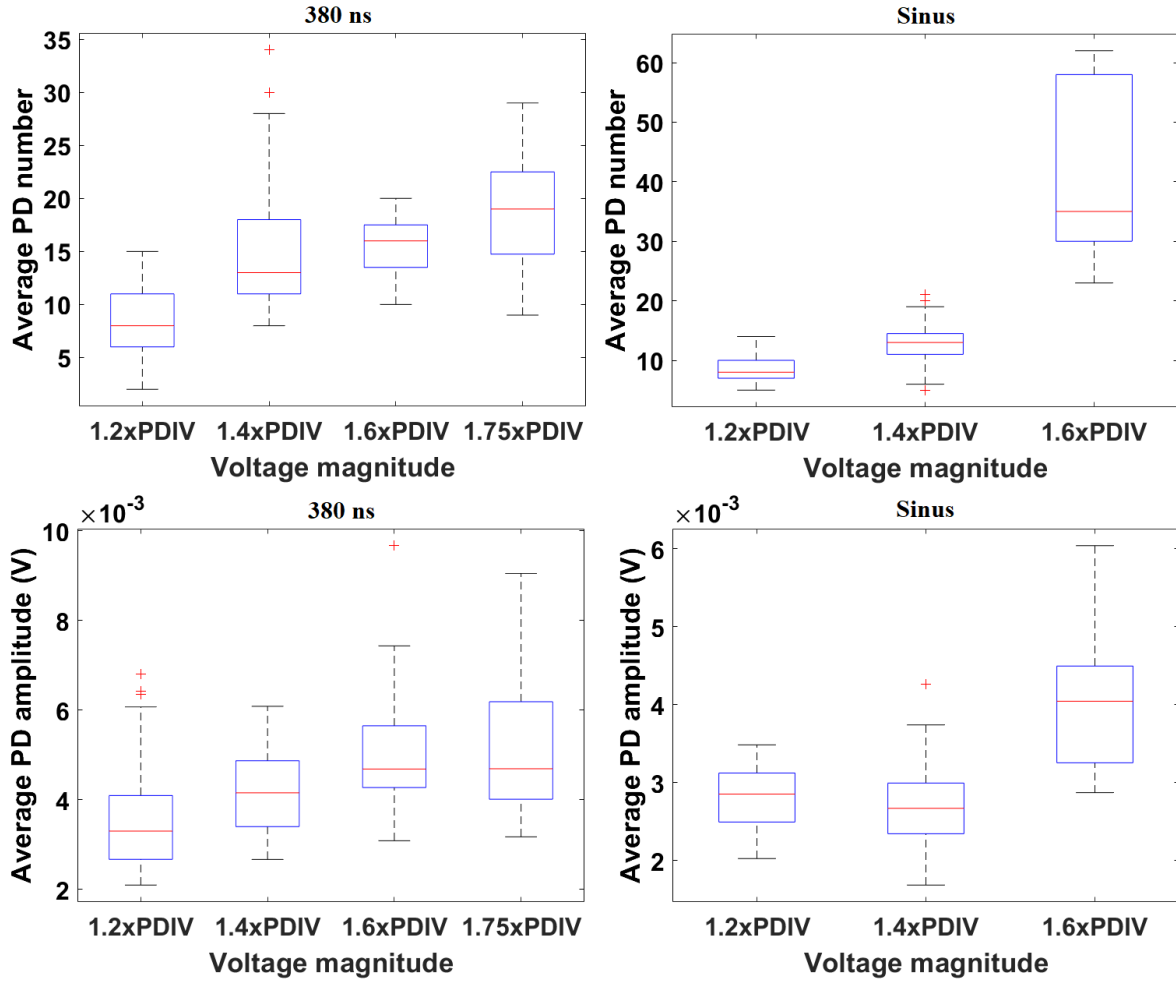 380 ns
Average PD number
35
30
25
20
15
10
5
1.2xPDIV 1.4xPDIV 1.6xPDIV 1.75xPDIV
Voltage magnitude
Sinus
Average PD number
60
50
40
30
20
10
1.2xPDIV 1.4xPDIV 1.6xPDIV
Voltage magnitude
380 ns
×10⁻³
Average PD amplitude (V)
10
8
6
4
2
1.2xPDIV 1.4xPDIV 1.6xPDIV 1.75xPDIV
Voltage magnitude
Sinus
×10⁻³
Average PD amplitude (V)
6
5
4
3
2
1.2xPDIV 1.4xPDIV 1.6xPDIV
Voltage magnitude